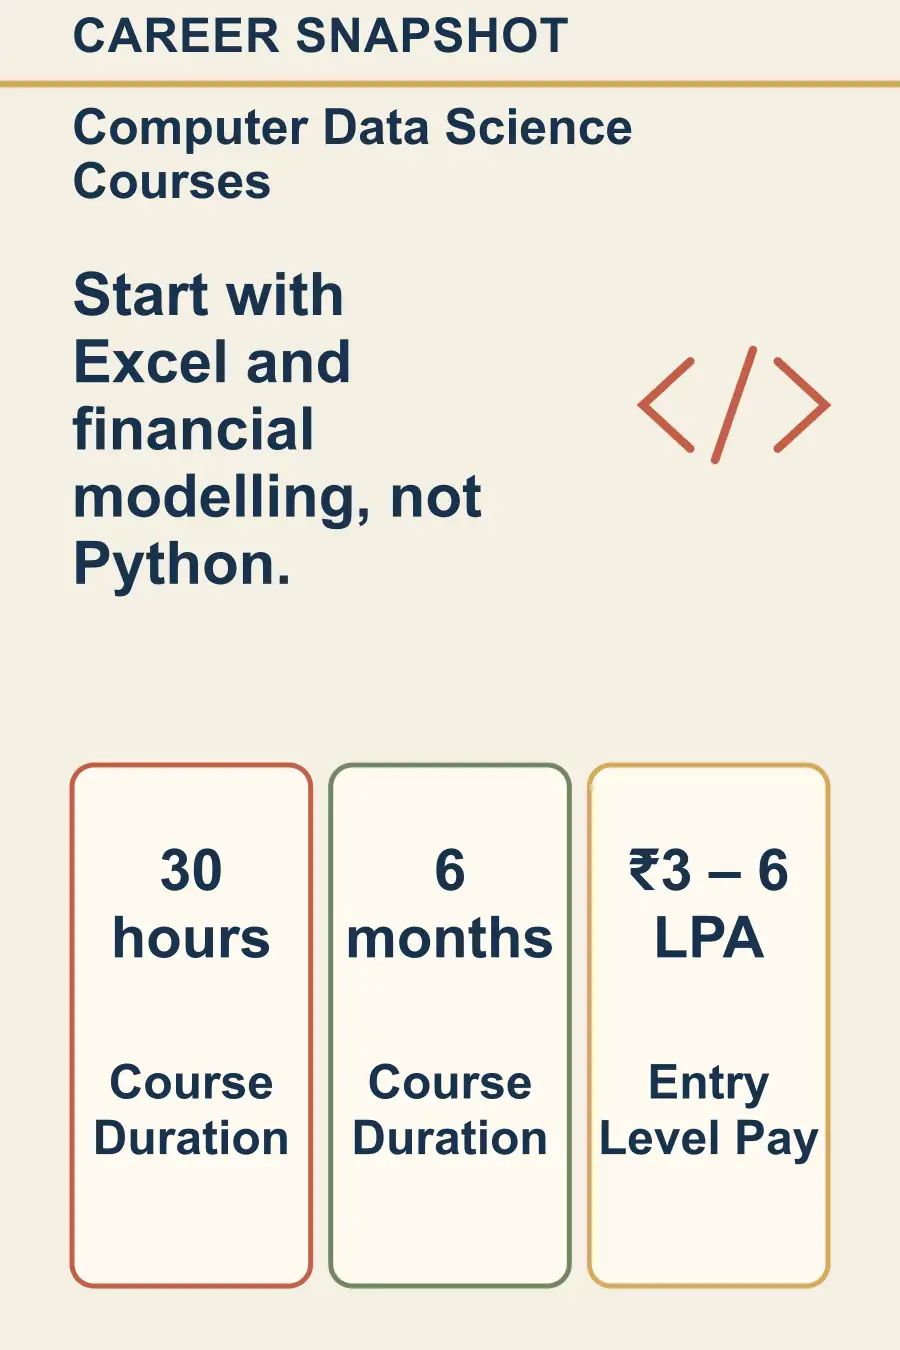 CAREER SNAPSHOT
Computer Data Science
Courses
Start with
Excel and
financial
modelling, not
Python.
30
hours
Course
Duration
6
months
Course
Duration
₹3 – 6
LPA
Entry
Level Pay